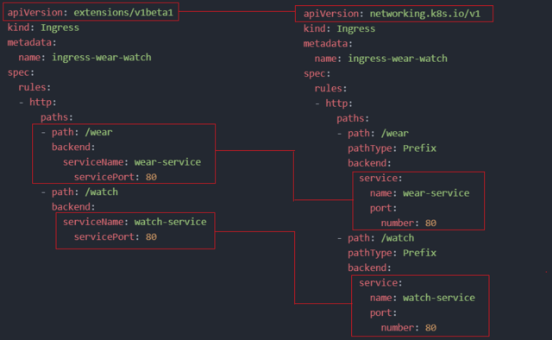 apiVersion: extensions/v1beta1
kind: Ingress
metadata:
  name: ingress-wear-watch
spec:
  rules:
  - http:
      paths:
      - path: /wear
        backend:
          serviceName: wear-service
            servicePort: 80
      - path: /watch
        backend:
          serviceName: watch-service
            servicePort: 80
apiVersion: networking.k8s.io/v1
kind: Ingress
metadata:
  name: ingress-wear-watch
spec:
  rules:
  - http:
      paths:
      - path: /wear
        pathType: Prefix
        backend:
          service:
            name: wear-service
            port:
              number: 80
      - path: /watch
        pathType: Prefix
        backend:
          service:
            name: watch-service
            port:
              number: 80